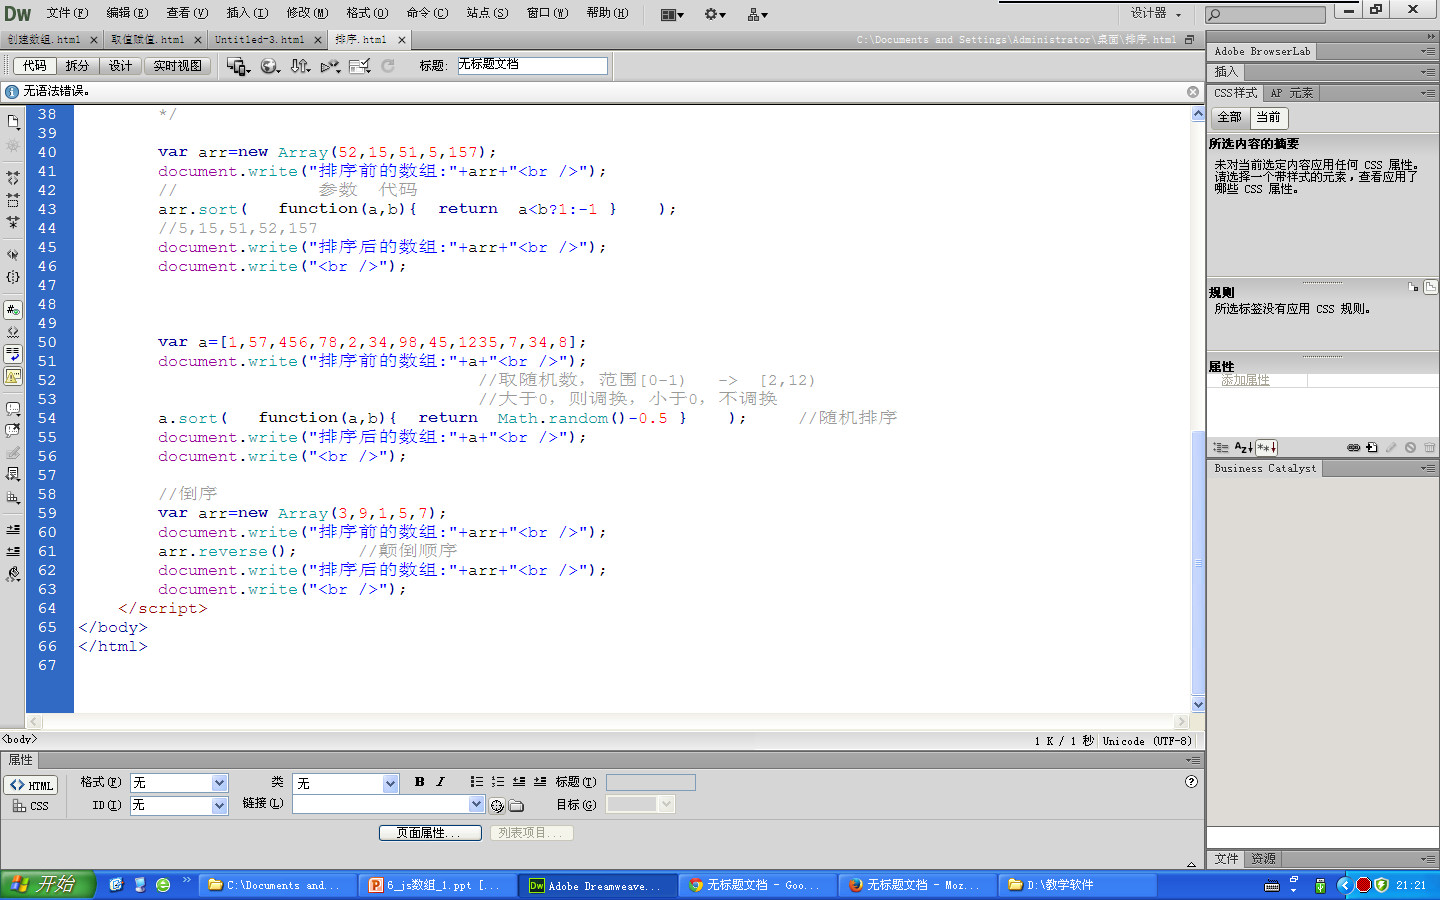 Dw 文件(F) 编辑(E) 查看(V) 插入(I) 修改(M) 格式(O) 命令(C) 站点(S) 窗口(W) 帮助(H) 设计器
创建数组.html 取值赋值.html Untitled-3.html 排序.html C:\Documents and Settings\Administrator\桌面\排序.html
代码 拆分 设计 实时视图 标题: 无标题文档
无语法错误。
38 */
39
40 var arr=new Array(52,15,51,5,157);
41 document.write("排序前的数组:"+arr+"<br />");
42 // 参数 代码
43 arr.sort( function(a,b){ return a<b?1:-1 } );
44 //5,15,51,52,157
45 document.write("排序后的数组:"+arr+"<br />");
46 document.write("<br />");
47
48
49
50 var a=[1,57,456,78,2,34,98,45,1235,7,34,8];
51 document.write("排序前的数组:"+a+"<br />");
52 //取随机数，范围[0-1) -> [2,12)
53 //大于0，则调换，小于0，不调换
54 a.sort( function(a,b){ return Math.random()-0.5 } ); //随机排序
55 document.write("排序后的数组:"+a+"<br />");
56 document.write("<br />");
57
58 //倒序
59 var arr=new Array(3,9,1,5,7);
60 document.write("排序前的数组:"+arr+"<br />");
61 arr.reverse(); //颠倒顺序
62 document.write("排序后的数组:"+arr+"<br />");
63 document.write("<br />");
64 </script>
65 </body>
66 </html>
67
<body> 1 K / 1 秒 Unicode (UTF-8)
属性
<> HTML 格式(F) 无 类 无 B I 标题(T)
CSS ID(I) 无 链接(L) 目标(G)
页面属性... 列表项目...
Adobe BrowserLab
插入
CSS样式 AP 元素
全部 当前
所选内容的摘要
未对当前选定内容应用任何 CSS 属性。
请选择一个带样式的元素，查看应用了
哪些 CSS 属性。
规则
所选标签没有应用 CSS 规则。
属性
添加属性
Business Catalyst
文件 资源
开始 C:\Documents and... 6_js数组_1.ppt [... Adobe Dreamweave... 无标题文档 - Goo... 无标题文档 - Moz... D:\教学软件 21:21